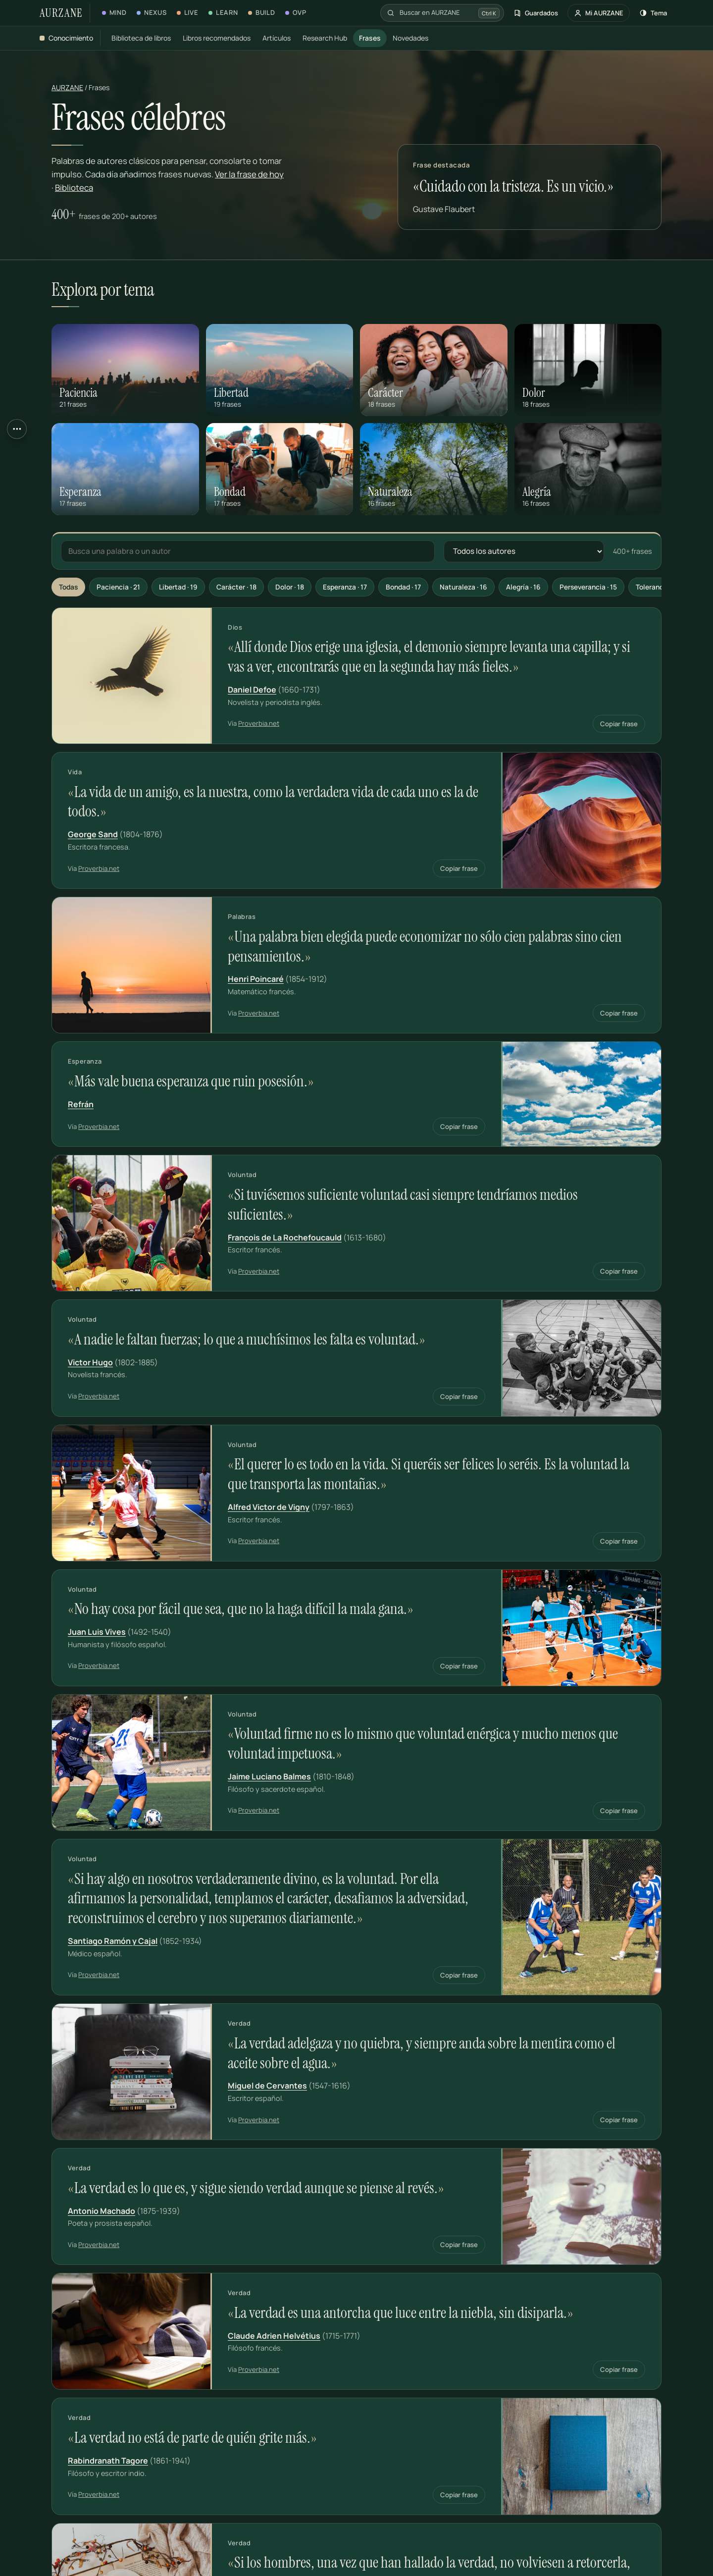 AURZANE
MIND
NEXUS
LIVE
LEARN
BUILD
OVP
Buscar en AURZANE
Ctrl K
Guardados
Mi AURZANE
Tema
Conocimiento
Biblioteca de libros
Libros recomendados
Artículos
Research Hub
Frases
Novedades
AURZANE / Frases
Frases célebres
Palabras de autores clásicos para pensar, consolarte o tomar
impulso. Cada día añadimos frases nuevas. Ver la frase de hoy
· Biblioteca
400+ frases de 200+ autores
Frase destacada
«Cuidado con la tristeza. Es un vicio.»
Gustave Flaubert
Explora por tema
Paciencia
21 frases
Libertad
19 frases
Carácter
18 frases
Dolor
18 frases
Esperanza
17 frases
Bondad
17 frases
Naturaleza
16 frases
Alegría
16 frases
Busca una palabra o un autor
Todos los autores
400+ frases
Todas
Paciencia · 21
Libertad · 19
Carácter · 18
Dolor · 18
Esperanza · 17
Bondad · 17
Naturaleza · 16
Alegría · 16
Perseverancia · 15
Toleranc
Dios
«Allí donde Dios erige una iglesia, el demonio siempre levanta una capilla; y si
vas a ver, encontrarás que en la segunda hay más fieles.»
Daniel Defoe (1660-1731)
Novelista y periodista inglés.
Vía Proverbia.net
Copiar frase
Vida
«La vida de un amigo, es la nuestra, como la verdadera vida de cada uno es la de
todos.»
George Sand (1804-1876)
Escritora francesa.
Vía Proverbia.net
Copiar frase
Palabras
«Una palabra bien elegida puede economizar no sólo cien palabras sino cien
pensamientos.»
Henri Poincaré (1854-1912)
Matemático francés.
Vía Proverbia.net
Copiar frase
Esperanza
«Más vale buena esperanza que ruin posesión.»
Refrán
Vía Proverbia.net
Copiar frase
Voluntad
«Si tuviésemos suficiente voluntad casi siempre tendríamos medios
suficientes.»
François de La Rochefoucauld (1613-1680)
Escritor francés.
Vía Proverbia.net
Copiar frase
Voluntad
«A nadie le faltan fuerzas; lo que a muchísimos les falta es voluntad.»
Victor Hugo (1802-1885)
Novelista francés.
Vía Proverbia.net
Copiar frase
Voluntad
«El querer lo es todo en la vida. Si queréis ser felices lo seréis. Es la voluntad la
que transporta las montañas.»
Alfred Victor de Vigny (1797-1863)
Escritor francés.
Vía Proverbia.net
Copiar frase
Voluntad
«No hay cosa por fácil que sea, que no la haga difícil la mala gana.»
Juan Luis Vives (1492-1540)
Humanista y filósofo español.
Vía Proverbia.net
Copiar frase
Voluntad
«Voluntad firme no es lo mismo que voluntad enérgica y mucho menos que
voluntad impetuosa.»
Jaime Luciano Balmes (1810-1848)
Filósofo y sacerdote español.
Vía Proverbia.net
Copiar frase
Voluntad
«Si hay algo en nosotros verdaderamente divino, es la voluntad. Por ella
afirmamos la personalidad, templamos el carácter, desafiamos la adversidad,
reconstruimos el cerebro y nos superamos diariamente.»
Santiago Ramón y Cajal (1852-1934)
Médico español.
Vía Proverbia.net
Copiar frase
Verdad
«La verdad adelgaza y no quiebra, y siempre anda sobre la mentira como el
aceite sobre el agua.»
Miguel de Cervantes (1547-1616)
Escritor español.
Vía Proverbia.net
Copiar frase
Verdad
«La verdad es lo que es, y sigue siendo verdad aunque se piense al revés.»
Antonio Machado (1875-1939)
Poeta y prosista español.
Vía Proverbia.net
Copiar frase
Verdad
«La verdad es una antorcha que luce entre la niebla, sin disiparla.»
Claude Adrien Helvétius (1715-1771)
Filósofo francés.
Vía Proverbia.net
Copiar frase
Verdad
«La verdad no está de parte de quién grite más.»
Rabindranath Tagore (1861-1941)
Filósofo y escritor indio.
Vía Proverbia.net
Copiar frase
Verdad
«Si los hombres, una vez que han hallado la verdad, no volviesen a retorcerla,